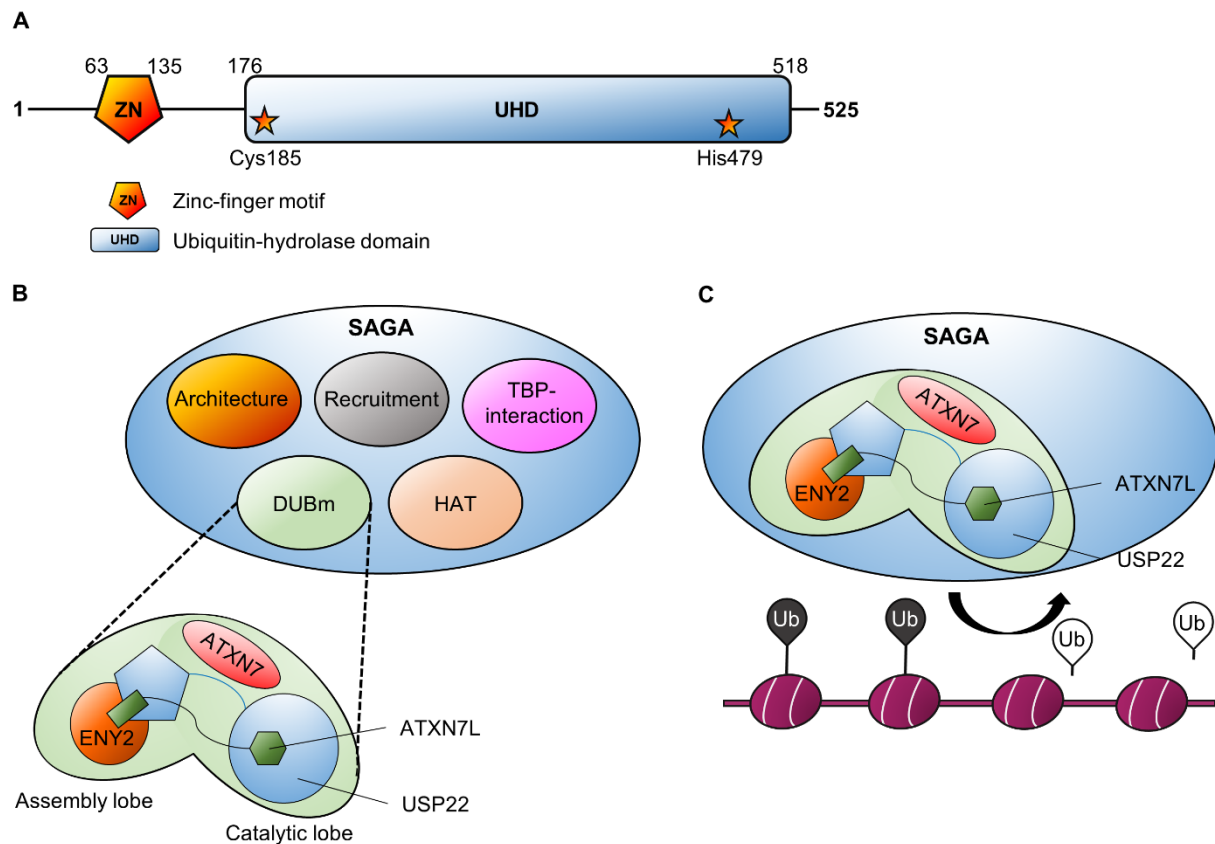 A
63 135 176 518
1 ZN UHD 525
Cys185 His479
ZN Zinc-finger motif
UHD Ubiquitin-hydrolase domain
B
SAGA
Architecture
Recruitment
TBP-
interaction
DUBm
HAT
ATXN7
ENY2
ATXN7L
USP22
Assembly lobe
Catalytic lobe
C
SAGA
ATXN7
ENY2
ATXN7L
USP22
Ub Ub Ub Ub